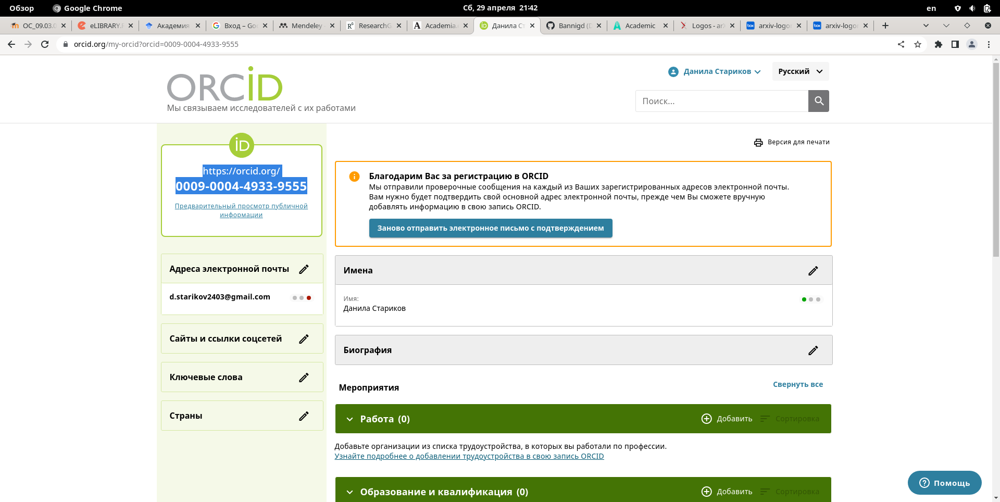 Обзор
Google Chrome
Сб, 29 апреля 21:42
en
ОС_09.03.0
eLIBRARY.R
Академия
Вход – Goo
Mendeley -
ResearchG
Academia.
Данила Ст
Bannigd (D
Academic
Logos - arX
arxiv-logo
arxiv-logo
orcid.org/my-orcid?orcid=0009-0004-4933-9555
ORCID
Мы связываем исследователей с их работами
Данила Стариков
Русский
Поиск...
iD
https://orcid.org/
0009-0004-4933-9555
Предварительный просмотр публичной
информации
Адреса электронной почты
d.starikov2403@gmail.com
Сайты и ссылки соцсетей
Ключевые слова
Страны
Версия для печати
Благодарим Вас за регистрацию в ORCID
Мы отправили проверочные сообщения на каждый из Ваших зарегистрированных адресов электронной почты.
Вам нужно будет подтвердить свой основной адрес электронной почты, прежде чем Вы сможете вручную
добавлять информацию в свою запись ORCID.
Заново отправить электронное письмо с подтверждением
Имена
Имя:
Данила Стариков
Биография
Мероприятия
Свернуть все
Работа (0)
Добавить
Сортировка
Добавьте организации из списка трудоустройства, в которых вы работали по профессии.
Узнайте подробнее о добавлении трудоустройства в свою запись ORCID
Образование и квалификация (0)
Добавить
Сортировка
Помощь